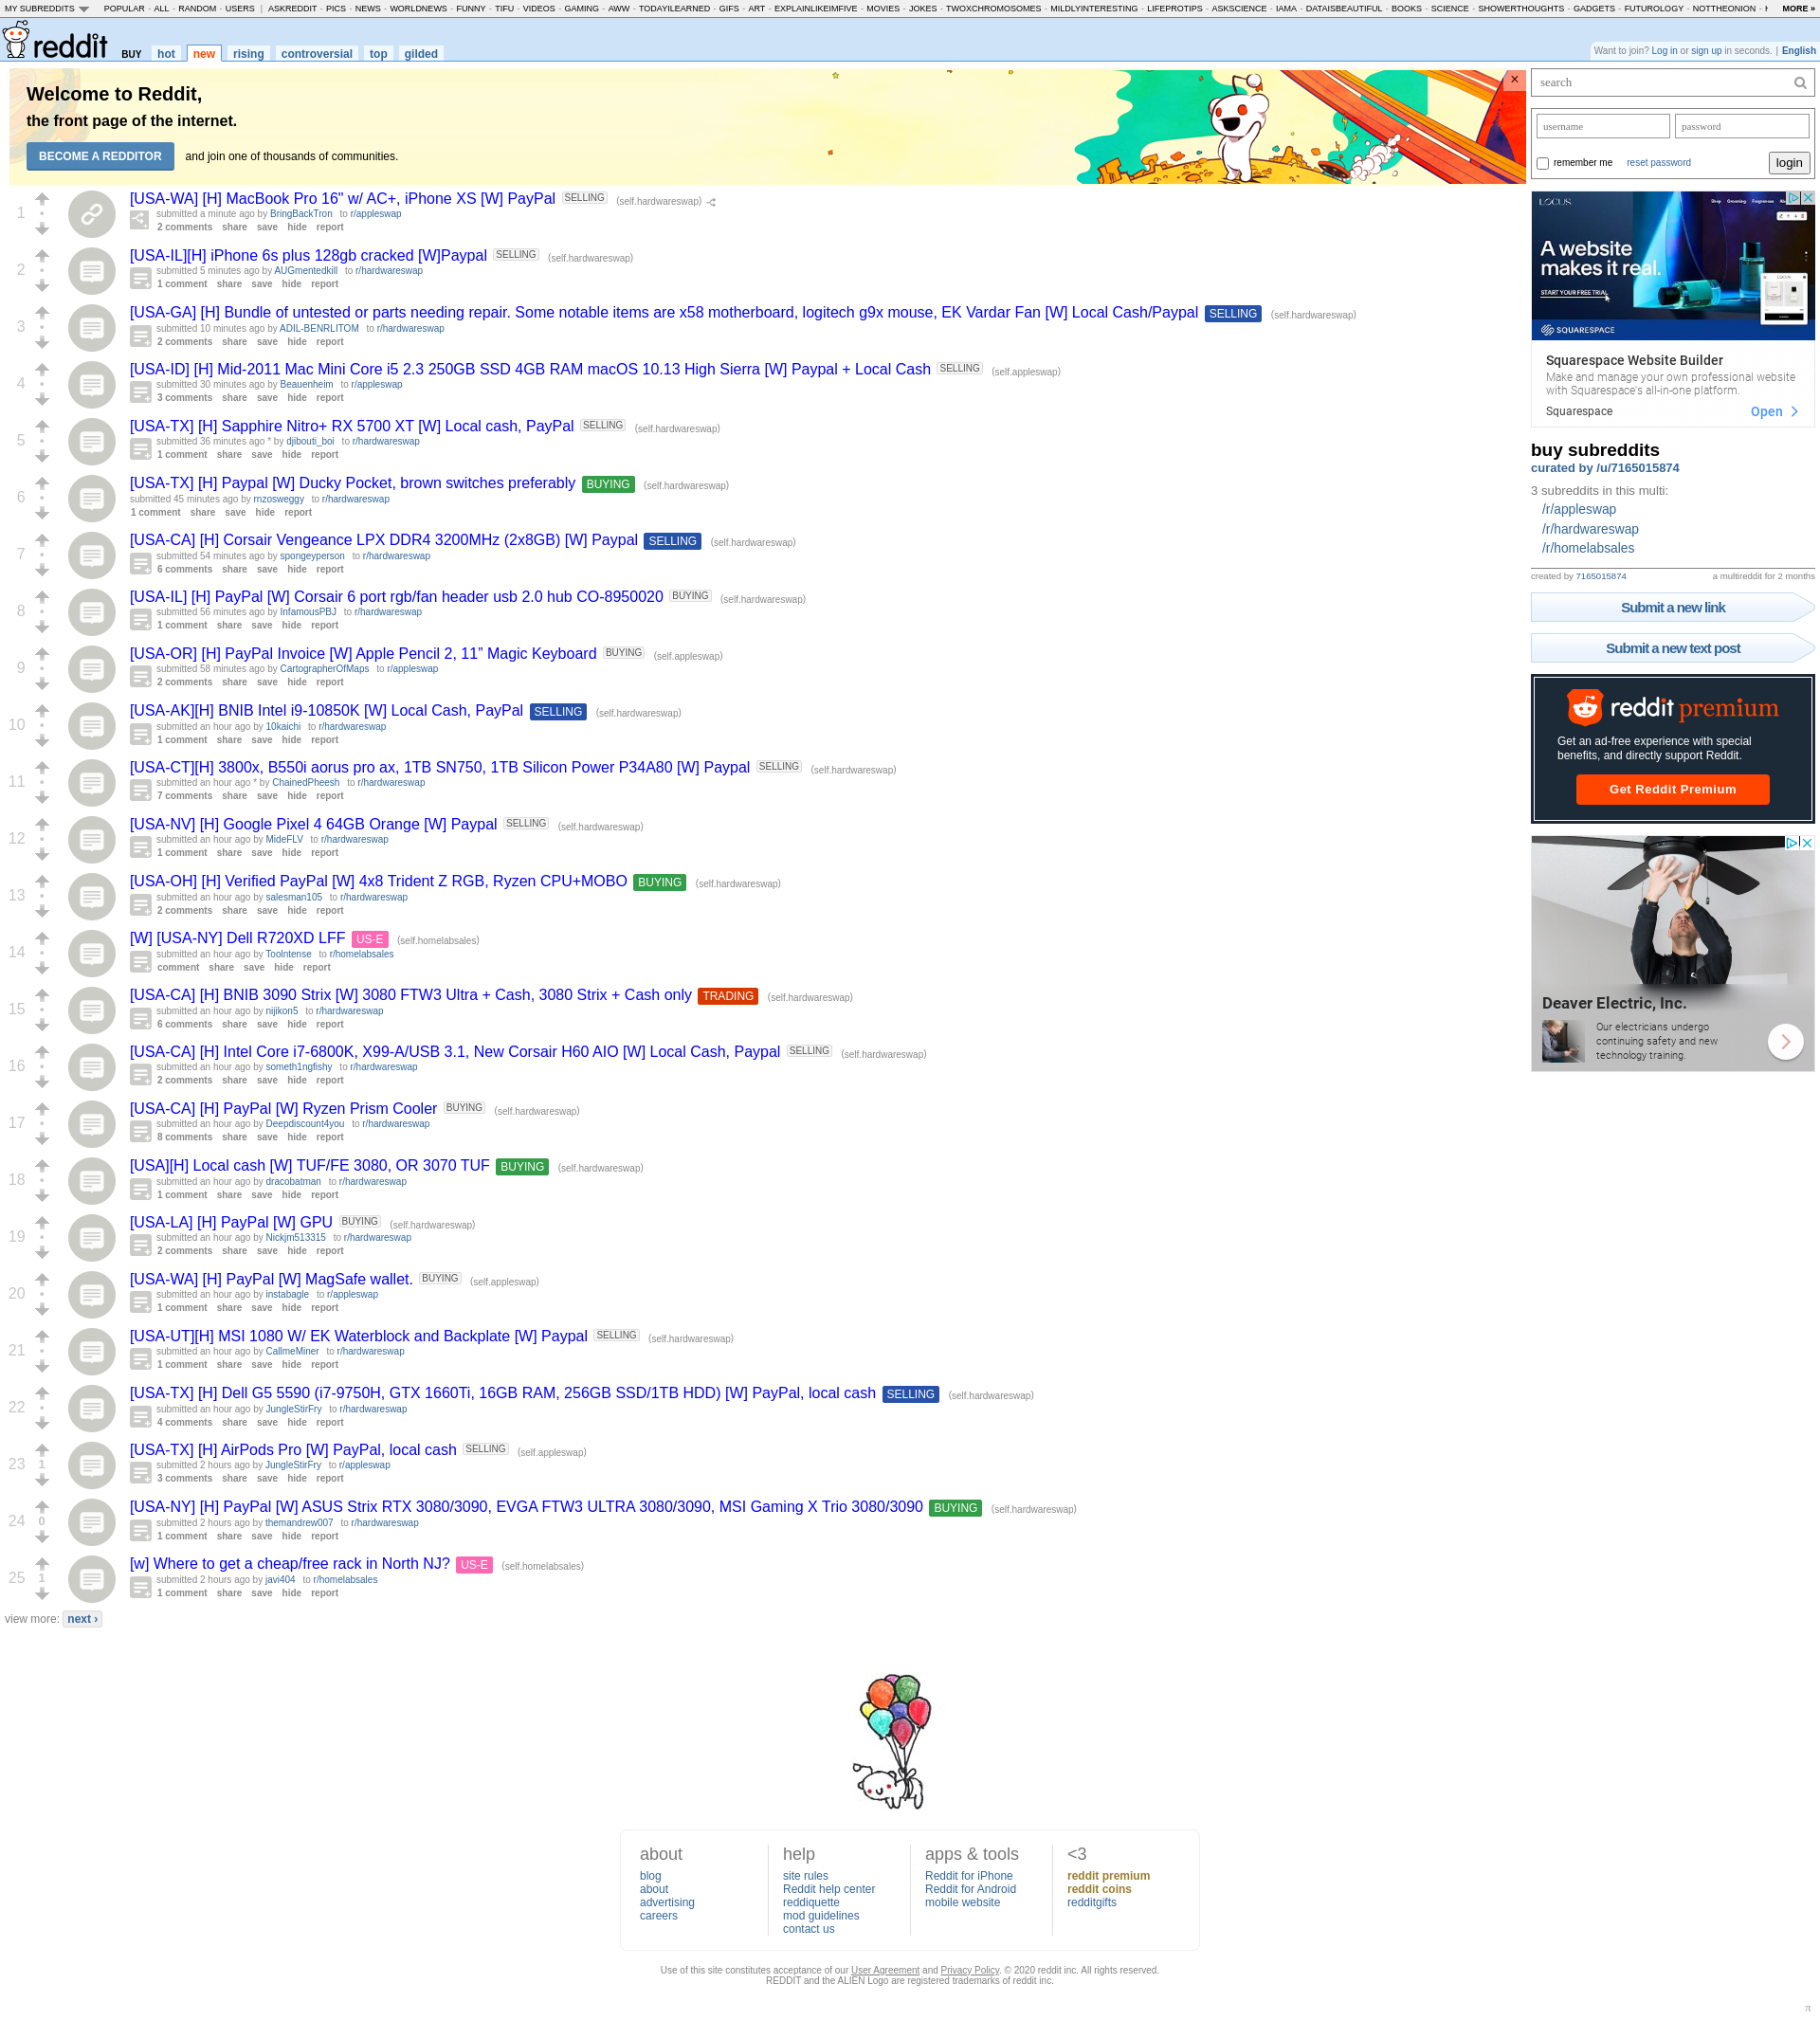 MY SUBREDDITS POPULAR - ALL - RANDOM - USERS | ASKREDDIT - PICS - NEWS - WORLDNEWS - FUNNY - TIFU - VIDEOS - GAMING - AWW - TODAYILEARNED - GIFS - ART - EXPLAINLIKEIMFIVE - MOVIES - JOKES - TWOXCHROMOSOMES - MILDLYINTERESTING - LIFEPROTIPS - ASKSCIENCE - IAMA - DATAISBEAUTIFUL - BOOKS - SCIENCE - SHOWERTHOUGHTS - GADGETS - FUTUROLOGY - NOTTHEONION - MORE »
reddit BUY hot new rising controversial top gilded
Want to join? Log in or sign up in seconds. | English
Welcome to Reddit,
the front page of the internet.
BECOME A REDDITOR and join one of thousands of communities.
×
1
[USA-WA] [H] MacBook Pro 16" w/ AC+, iPhone XS [W] PayPal SELLING (self.hardwareswap)
submitted a minute ago by BringBackTron to r/appleswap
2 comments share save hide report
2
[USA-IL][H] iPhone 6s plus 128gb cracked [W]Paypal SELLING (self.hardwareswap)
submitted 5 minutes ago by AUGmentedkill to r/hardwareswap
1 comment share save hide report
3
[USA-GA] [H] Bundle of untested or parts needing repair. Some notable items are x58 motherboard, logitech g9x mouse, EK Vardar Fan [W] Local Cash/Paypal SELLING (self.hardwareswap)
submitted 10 minutes ago by ADIL-BENRLITOM to r/hardwareswap
2 comments share save hide report
4
[USA-ID] [H] Mid-2011 Mac Mini Core i5 2.3 250GB SSD 4GB RAM macOS 10.13 High Sierra [W] Paypal + Local Cash SELLING (self.appleswap)
submitted 30 minutes ago by Beauenheim to r/appleswap
3 comments share save hide report
5
[USA-TX] [H] Sapphire Nitro+ RX 5700 XT [W] Local cash, PayPal SELLING (self.hardwareswap)
submitted 36 minutes ago * by djibouti_boi to r/hardwareswap
1 comment share save hide report
6
[USA-TX] [H] Paypal [W] Ducky Pocket, brown switches preferably BUYING (self.hardwareswap)
submitted 45 minutes ago by rnzosweggy to r/hardwareswap
1 comment share save hide report
7
[USA-CA] [H] Corsair Vengeance LPX DDR4 3200MHz (2x8GB) [W] Paypal SELLING (self.hardwareswap)
submitted 54 minutes ago by spongeyperson to r/hardwareswap
6 comments share save hide report
8
[USA-IL] [H] PayPal [W] Corsair 6 port rgb/fan header usb 2.0 hub CO-8950020 BUYING (self.hardwareswap)
submitted 56 minutes ago by InfamousPBJ to r/hardwareswap
1 comment share save hide report
9
[USA-OR] [H] PayPal Invoice [W] Apple Pencil 2, 11” Magic Keyboard BUYING (self.appleswap)
submitted 58 minutes ago by CartographerOfMaps to r/appleswap
2 comments share save hide report
10
[USA-AK][H] BNIB Intel i9-10850K [W] Local Cash, PayPal SELLING (self.hardwareswap)
submitted an hour ago by 10kaichi to r/hardwareswap
1 comment share save hide report
11
[USA-CT][H] 3800x, B550i aorus pro ax, 1TB SN750, 1TB Silicon Power P34A80 [W] Paypal SELLING (self.hardwareswap)
submitted an hour ago * by ChainedPheesh to r/hardwareswap
7 comments share save hide report
12
[USA-NV] [H] Google Pixel 4 64GB Orange [W] Paypal SELLING (self.hardwareswap)
submitted an hour ago by MideFLV to r/hardwareswap
1 comment share save hide report
13
[USA-OH] [H] Verified PayPal [W] 4x8 Trident Z RGB, Ryzen CPU+MOBO BUYING (self.hardwareswap)
submitted an hour ago by salesman105 to r/hardwareswap
2 comments share save hide report
14
[W] [USA-NY] Dell R720XD LFF US-E (self.homelabsales)
submitted an hour ago by Toolntense to r/homelabsales
comment share save hide report
15
[USA-CA] [H] BNIB 3090 Strix [W] 3080 FTW3 Ultra + Cash, 3080 Strix + Cash only TRADING (self.hardwareswap)
submitted an hour ago by nijikon5 to r/hardwareswap
6 comments share save hide report
16
[USA-CA] [H] Intel Core i7-6800K, X99-A/USB 3.1, New Corsair H60 AIO [W] Local Cash, Paypal SELLING (self.hardwareswap)
submitted an hour ago by someth1ngfishy to r/hardwareswap
2 comments share save hide report
17
[USA-CA] [H] PayPal [W] Ryzen Prism Cooler BUYING (self.hardwareswap)
submitted an hour ago by Deepdiscount4you to r/hardwareswap
8 comments share save hide report
18
[USA][H] Local cash [W] TUF/FE 3080, OR 3070 TUF BUYING (self.hardwareswap)
submitted an hour ago by dracobatman to r/hardwareswap
1 comment share save hide report
19
[USA-LA] [H] PayPal [W] GPU BUYING (self.hardwareswap)
submitted an hour ago by Nickjm513315 to r/hardwareswap
2 comments share save hide report
20
[USA-WA] [H] PayPal [W] MagSafe wallet. BUYING (self.appleswap)
submitted an hour ago by instabagle to r/appleswap
1 comment share save hide report
21
[USA-UT][H] MSI 1080 W/ EK Waterblock and Backplate [W] Paypal SELLING (self.hardwareswap)
submitted an hour ago by CallmeMiner to r/hardwareswap
1 comment share save hide report
22
[USA-TX] [H] Dell G5 5590 (i7-9750H, GTX 1660Ti, 16GB RAM, 256GB SSD/1TB HDD) [W] PayPal, local cash SELLING (self.hardwareswap)
submitted an hour ago by JungleStirFry to r/hardwareswap
4 comments share save hide report
23 1
[USA-TX] [H] AirPods Pro [W] PayPal, local cash SELLING (self.appleswap)
submitted 2 hours ago by JungleStirFry to r/appleswap
3 comments share save hide report
24 0
[USA-NY] [H] PayPal [W] ASUS Strix RTX 3080/3090, EVGA FTW3 ULTRA 3080/3090, MSI Gaming X Trio 3080/3090 BUYING (self.hardwareswap)
submitted 2 hours ago by themandrew007 to r/hardwareswap
1 comment share save hide report
25 1
[w] Where to get a cheap/free rack in North NJ? US-E (self.homelabsales)
submitted 2 hours ago by javi404 to r/homelabsales
1 comment share save hide report
view more: next ›
search
username password
remember me reset password login
LOCUS
A website
makes it real.
START YOUR FREE TRIAL
SQUARESPACE
Squarespace Website Builder
Make and manage your own professional website
with Squarespace's all-in-one platform.
Squarespace Open
buy subreddits
curated by /u/7165015874
3 subreddits in this multi:
/r/appleswap
/r/hardwareswap
/r/homelabsales
created by 7165015874 a multireddit for 2 months
Submit a new link
Submit a new text post
reddit premium
Get an ad-free experience with special
benefits, and directly support Reddit.
Get Reddit Premium
Deaver Electric, Inc.
Our electricians undergo
continuing safety and new
technology training.
about
blog
about
advertising
careers
help
site rules
Reddit help center
reddiquette
mod guidelines
contact us
apps & tools
Reddit for iPhone
Reddit for Android
mobile website
<3
reddit premium
reddit coins
redditgifts
Use of this site constitutes acceptance of our User Agreement and Privacy Policy. © 2020 reddit inc. All rights reserved.
REDDIT and the ALIEN Logo are registered trademarks of reddit inc.
π